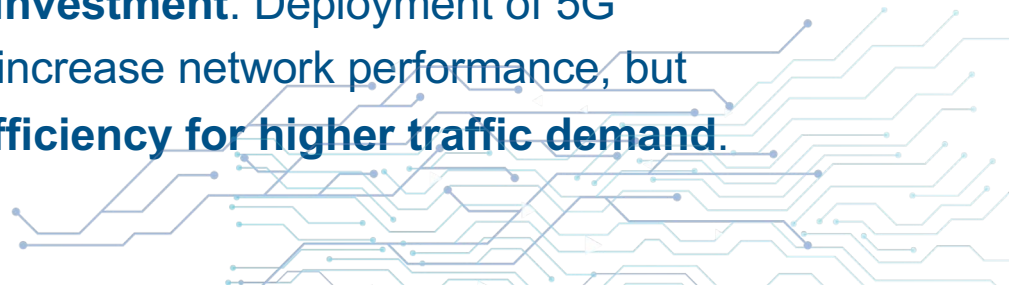 investment. Deployment of 5G
increase network performance, but
fficiency for higher traffic demand.